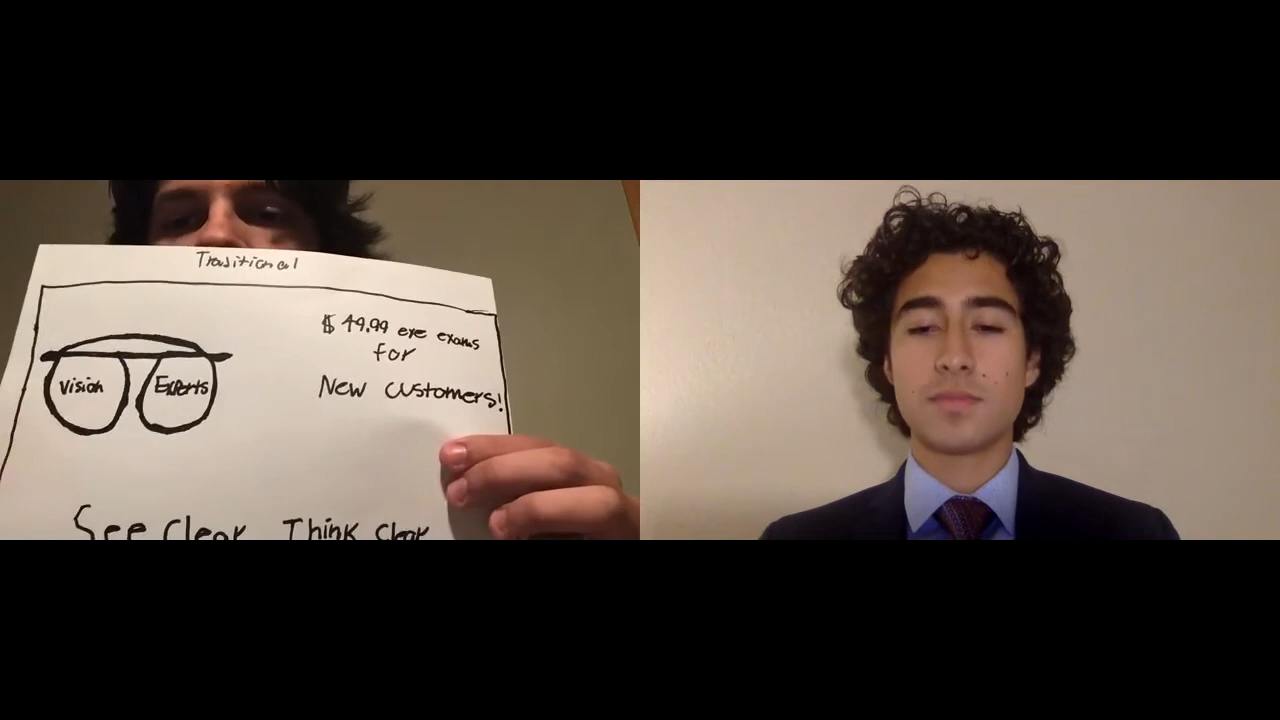 Traditional
$ 49.99 eye exams
for
New Customers!
Vision Experts
See Clear Think Clear